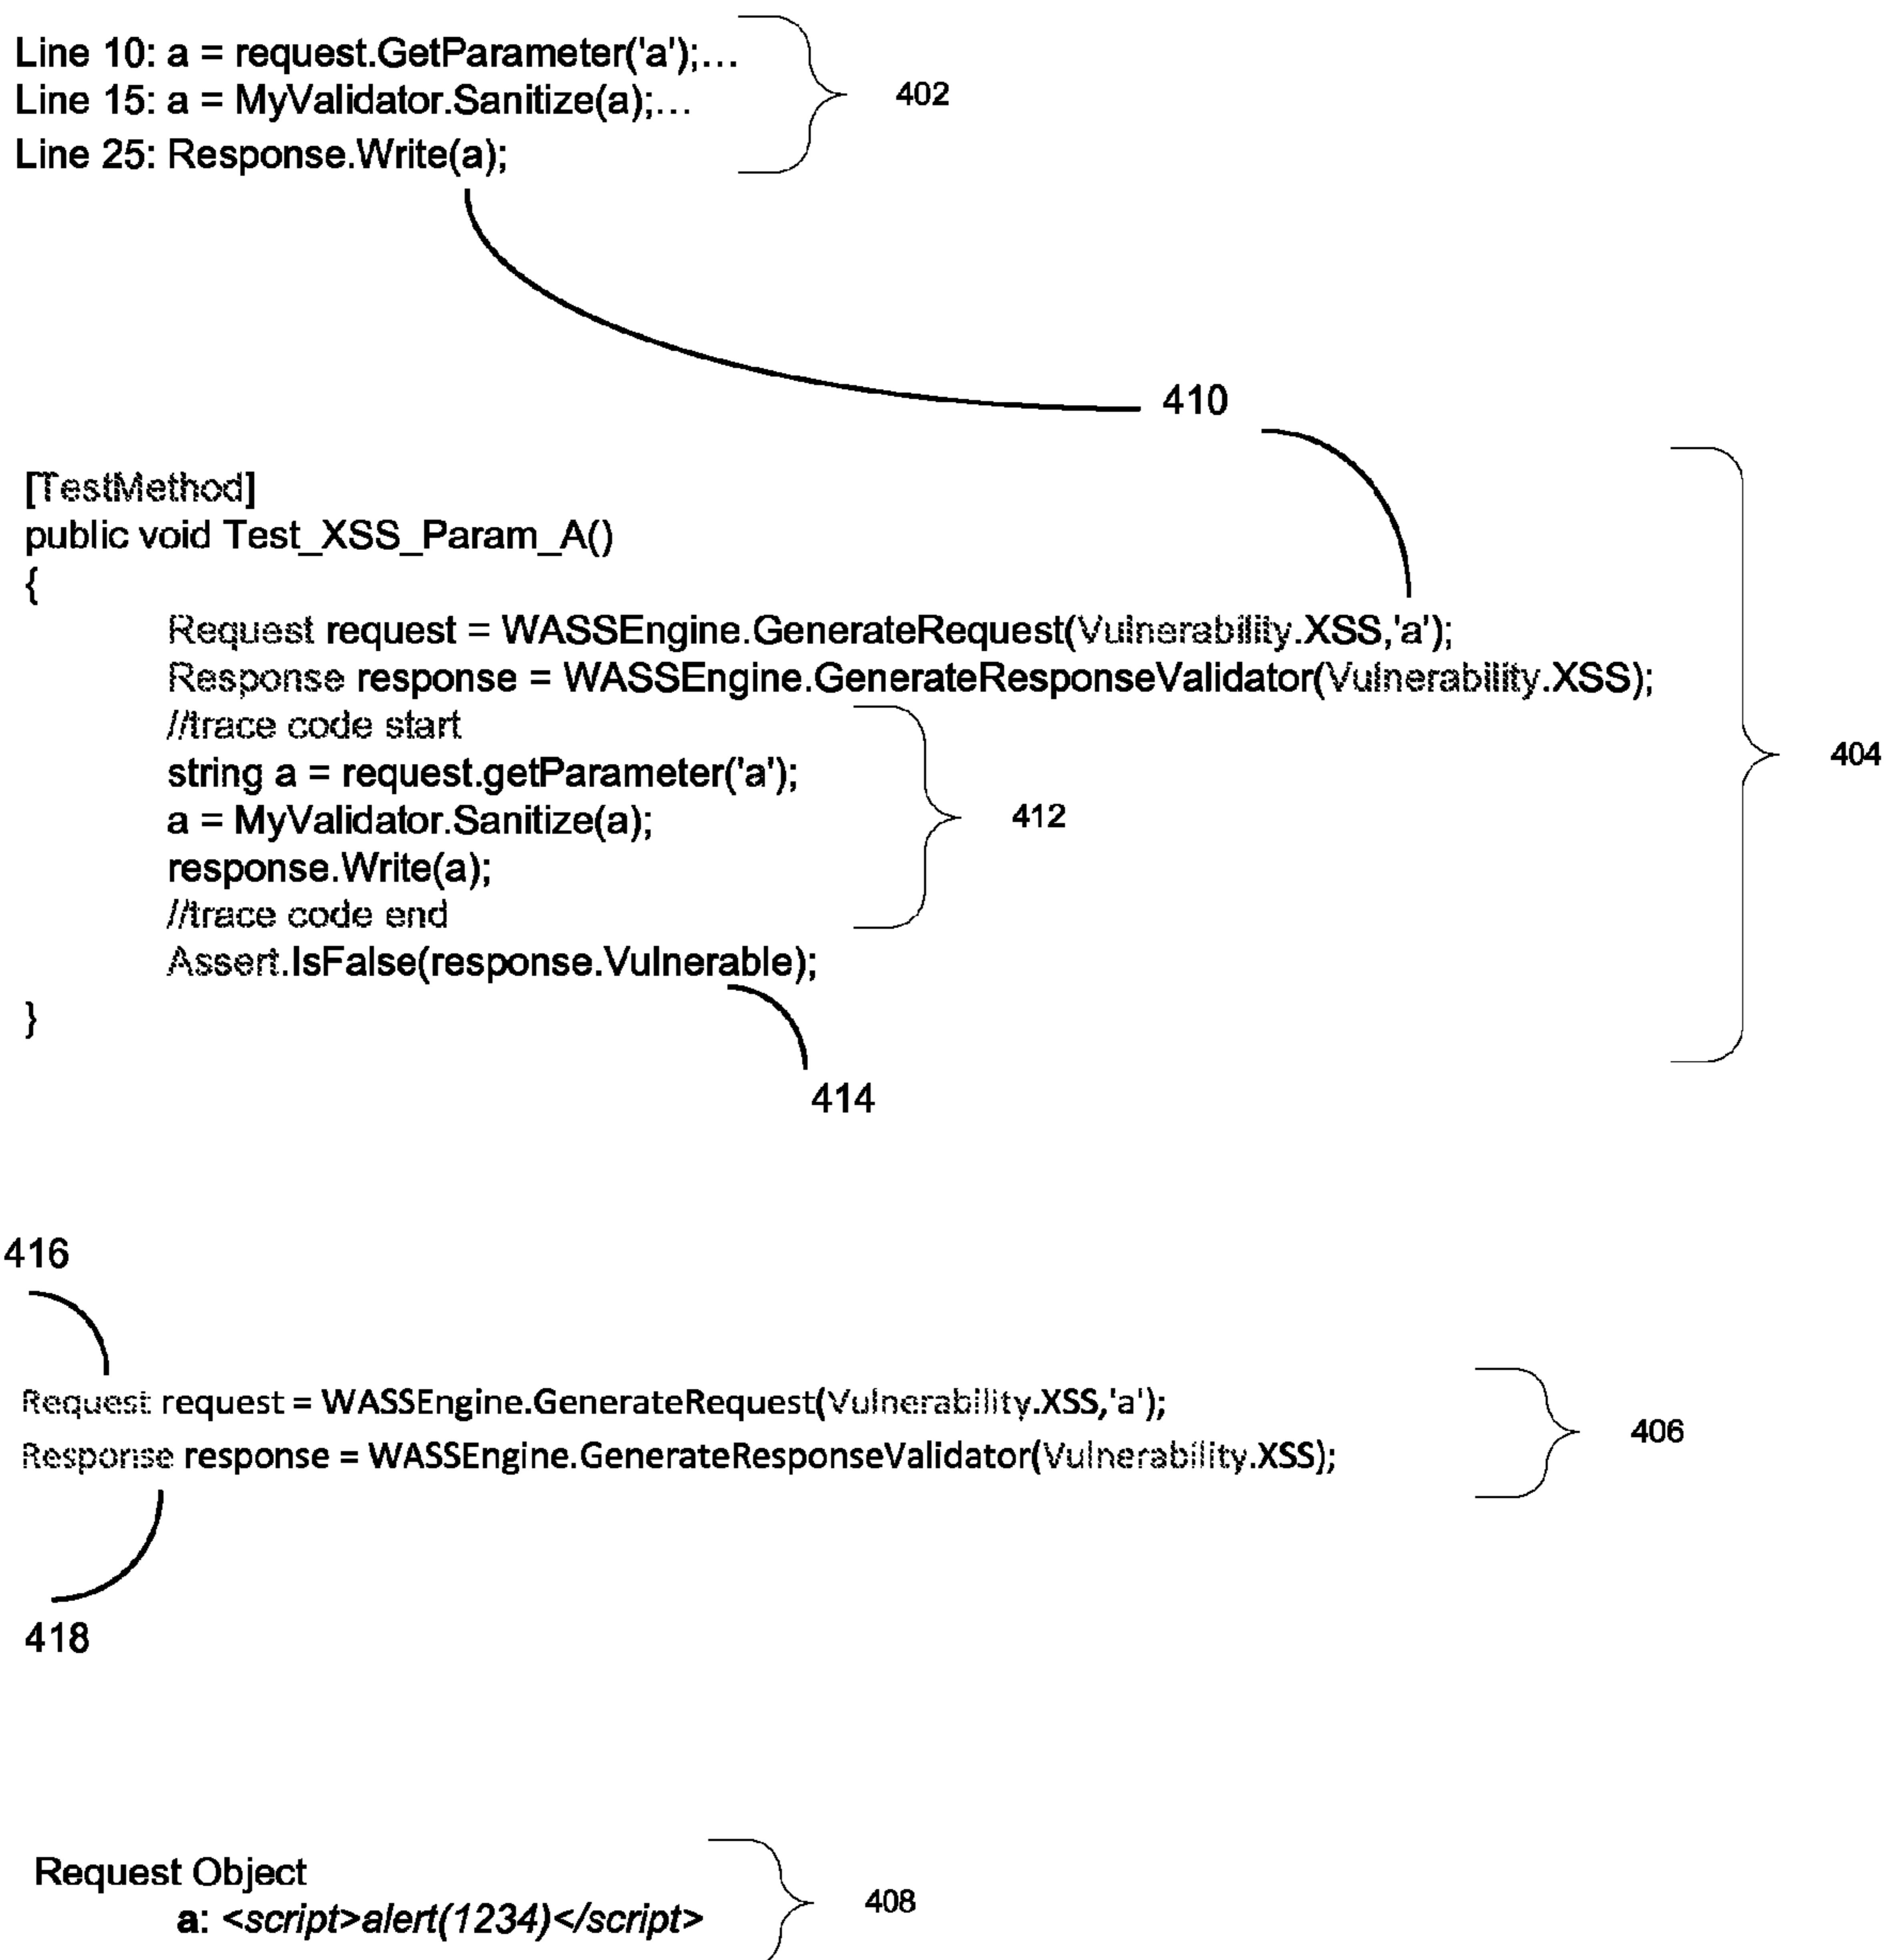 Line 10: a = request.GetParameter('a');...
Line 15: a = MyValidator.Sanitize(a);...
402
Line 25: Response.Write(a);
410
[TestMethod]
public void Test_XSS_Param_A()
{
Request request = WASSEngine.GenerateRequest(Vulnerability.XSS,'a');
Response response = WASSEngine.GenerateResponseValidator(Vulnerability.XSS);
//trace code start
404
string a = request.getParameter('a');
a = MyValidator.Sanitize(a);
412
response.Write(a);
//trace code end
Assert.IsFalse(response.Vulnerable);
}
414
416
Request request = WASSEngine.GenerateRequest(Vulnerability.XSS,'a');
406
Response response = WASSEngine.GenerateResponseValidator(Vulnerability.XSS);
418
Request Object
408
a: <script>alert(1234)</script>